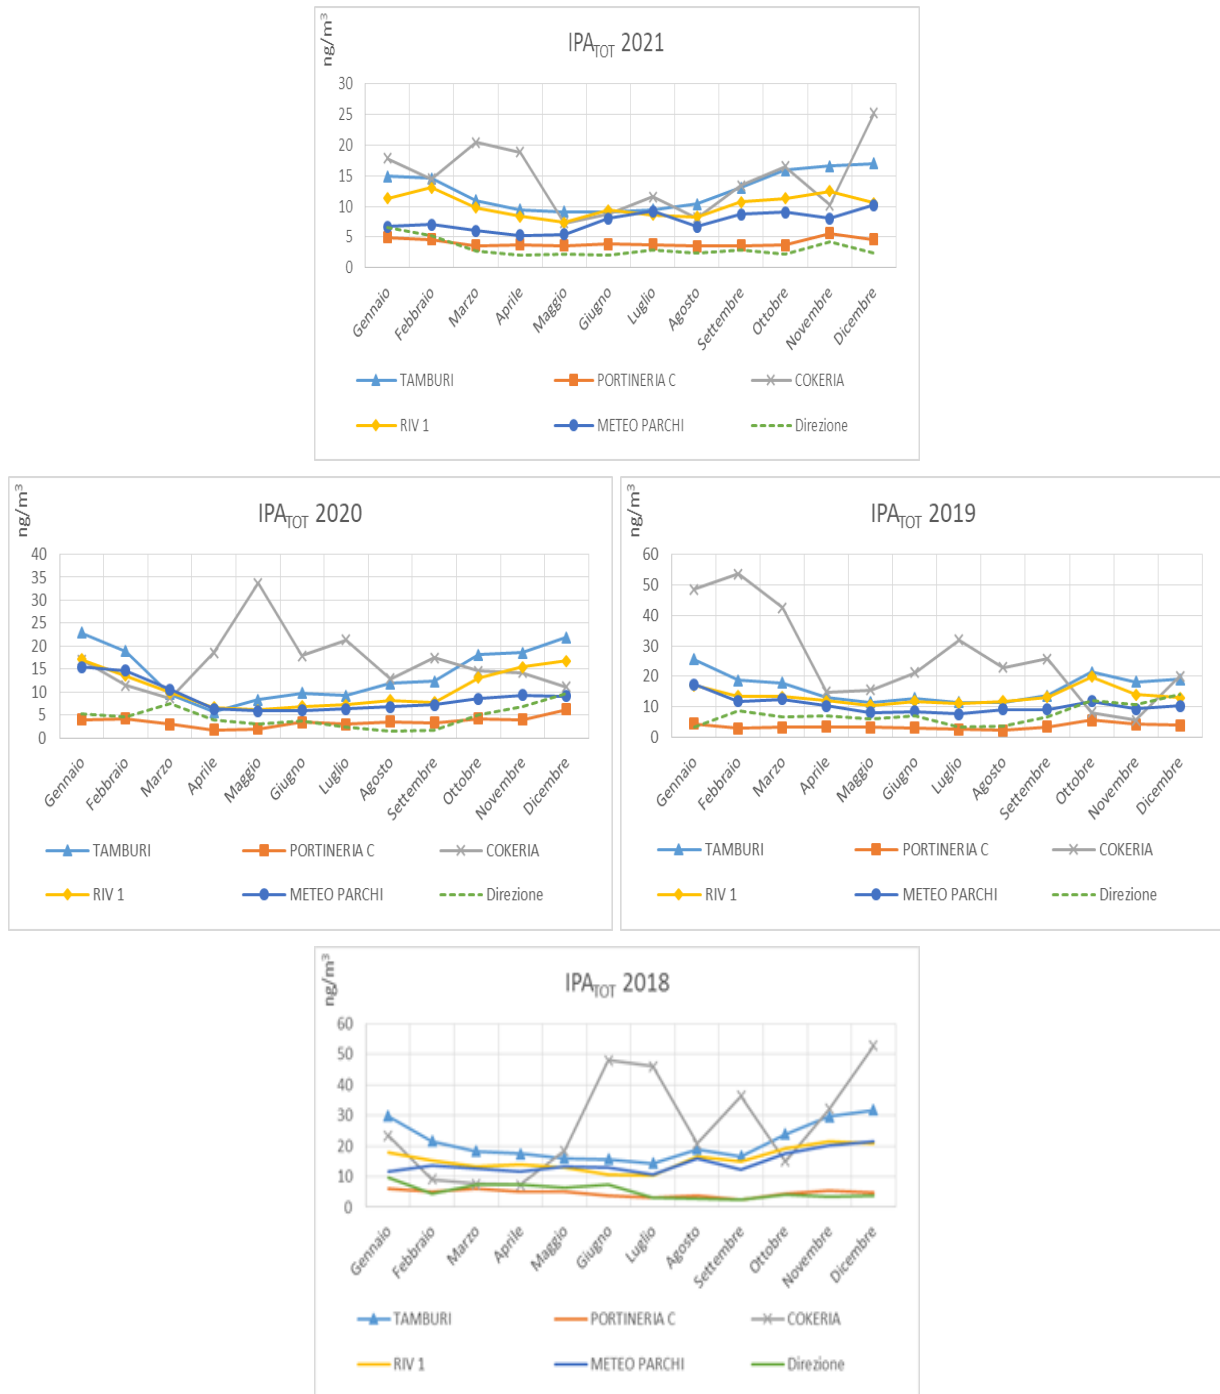 ng/m³
IPA_TOT 2021
30
25
20
15
10
5
0
Gennaio Febbraio Marzo Aprile Maggio Giugno Luglio Agosto Settembre Ottobre Novembre Dicembre
TAMBURI PORTINERIA C COKERIA
RIV 1 METEO PARCHI Direzione
ng/m³
IPA_TOT 2020
40
35
30
25
20
15
10
5
0
Gennaio Febbraio Marzo Aprile Maggio Giugno Luglio Agosto Settembre Ottobre Novembre Dicembre
TAMBURI PORTINERIA C COKERIA
RIV 1 METEO PARCHI Direzione
ng/m³
IPA_TOT 2019
60
50
40
30
20
10
0
Gennaio Febbraio Marzo Aprile Maggio Giugno Luglio Agosto Settembre Ottobre Novembre Dicembre
TAMBURI PORTINERIA C COKERIA
RIV 1 METEO PARCHI Direzione
ng/m³
IPA_TOT 2018
60
50
40
30
20
10
0
Gennaio Febbraio Marzo Aprile Maggio Giugno Luglio Agosto Settembre Ottobre Novembre Dicembre
TAMBURI PORTINERIA C COKERIA
RIV 1 METEO PARCHI Direzione